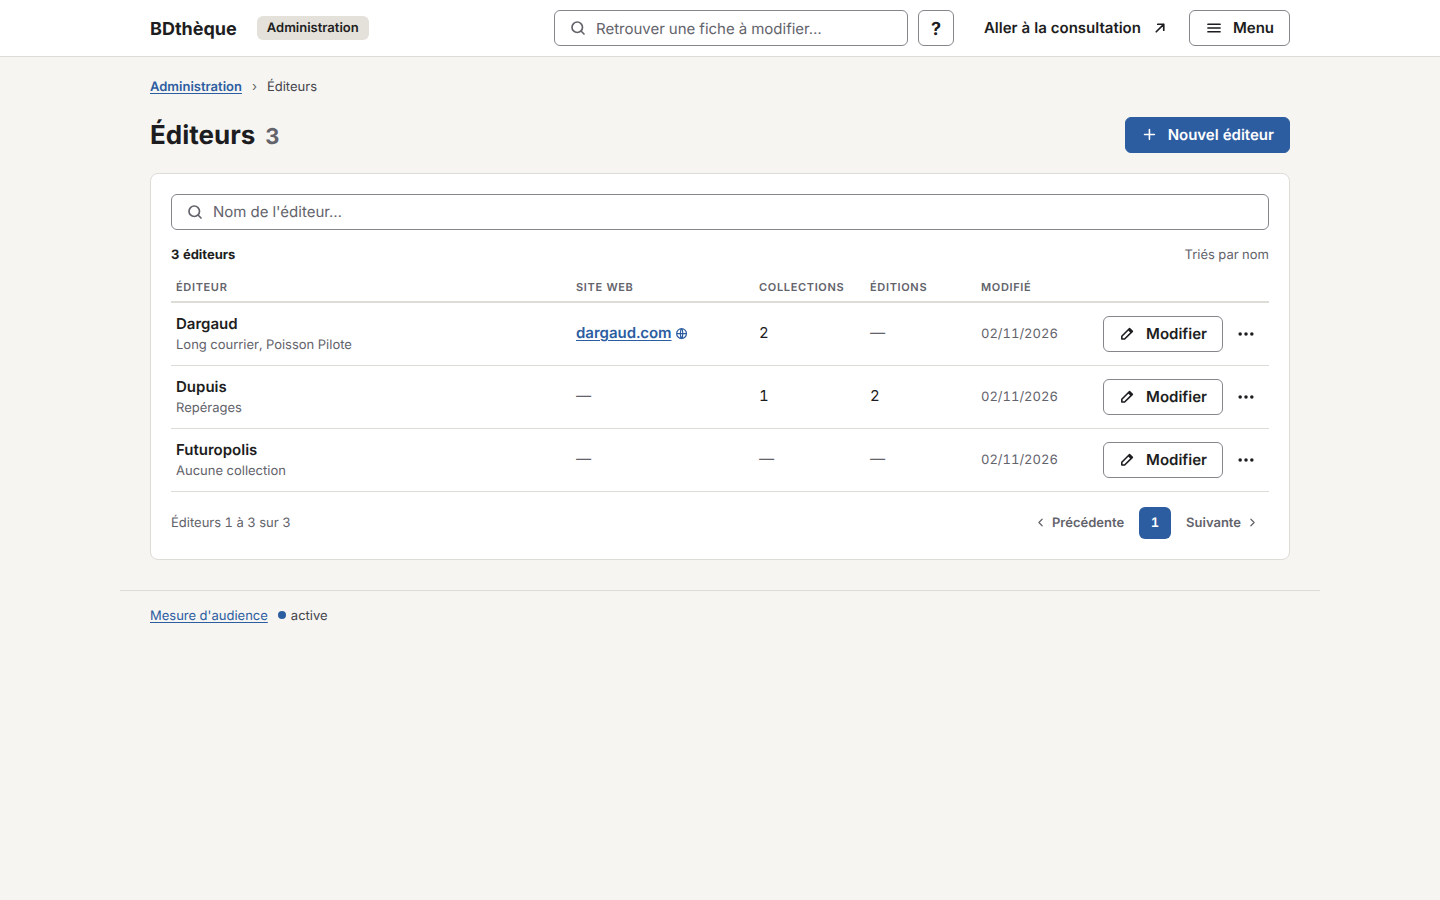 BDthèque Administration Retrouver une fiche à modifier... ? Aller à la consultation Menu
Administration › Éditeurs
Éditeurs 3 Nouvel éditeur
Nom de l'éditeur...
3 éditeurs Triés par nom
ÉDITEUR SITE WEB COLLECTIONS ÉDITIONS MODIFIÉ
Dargaud dargaud.com 2 — 02/11/2026 Modifier
Long courrier, Poisson Pilote
Dupuis — 1 2 02/11/2026 Modifier
Repérages
Futuropolis — — — 02/11/2026 Modifier
Aucune collection
Éditeurs 1 à 3 sur 3 Précédente 1 Suivante
Mesure d'audience active